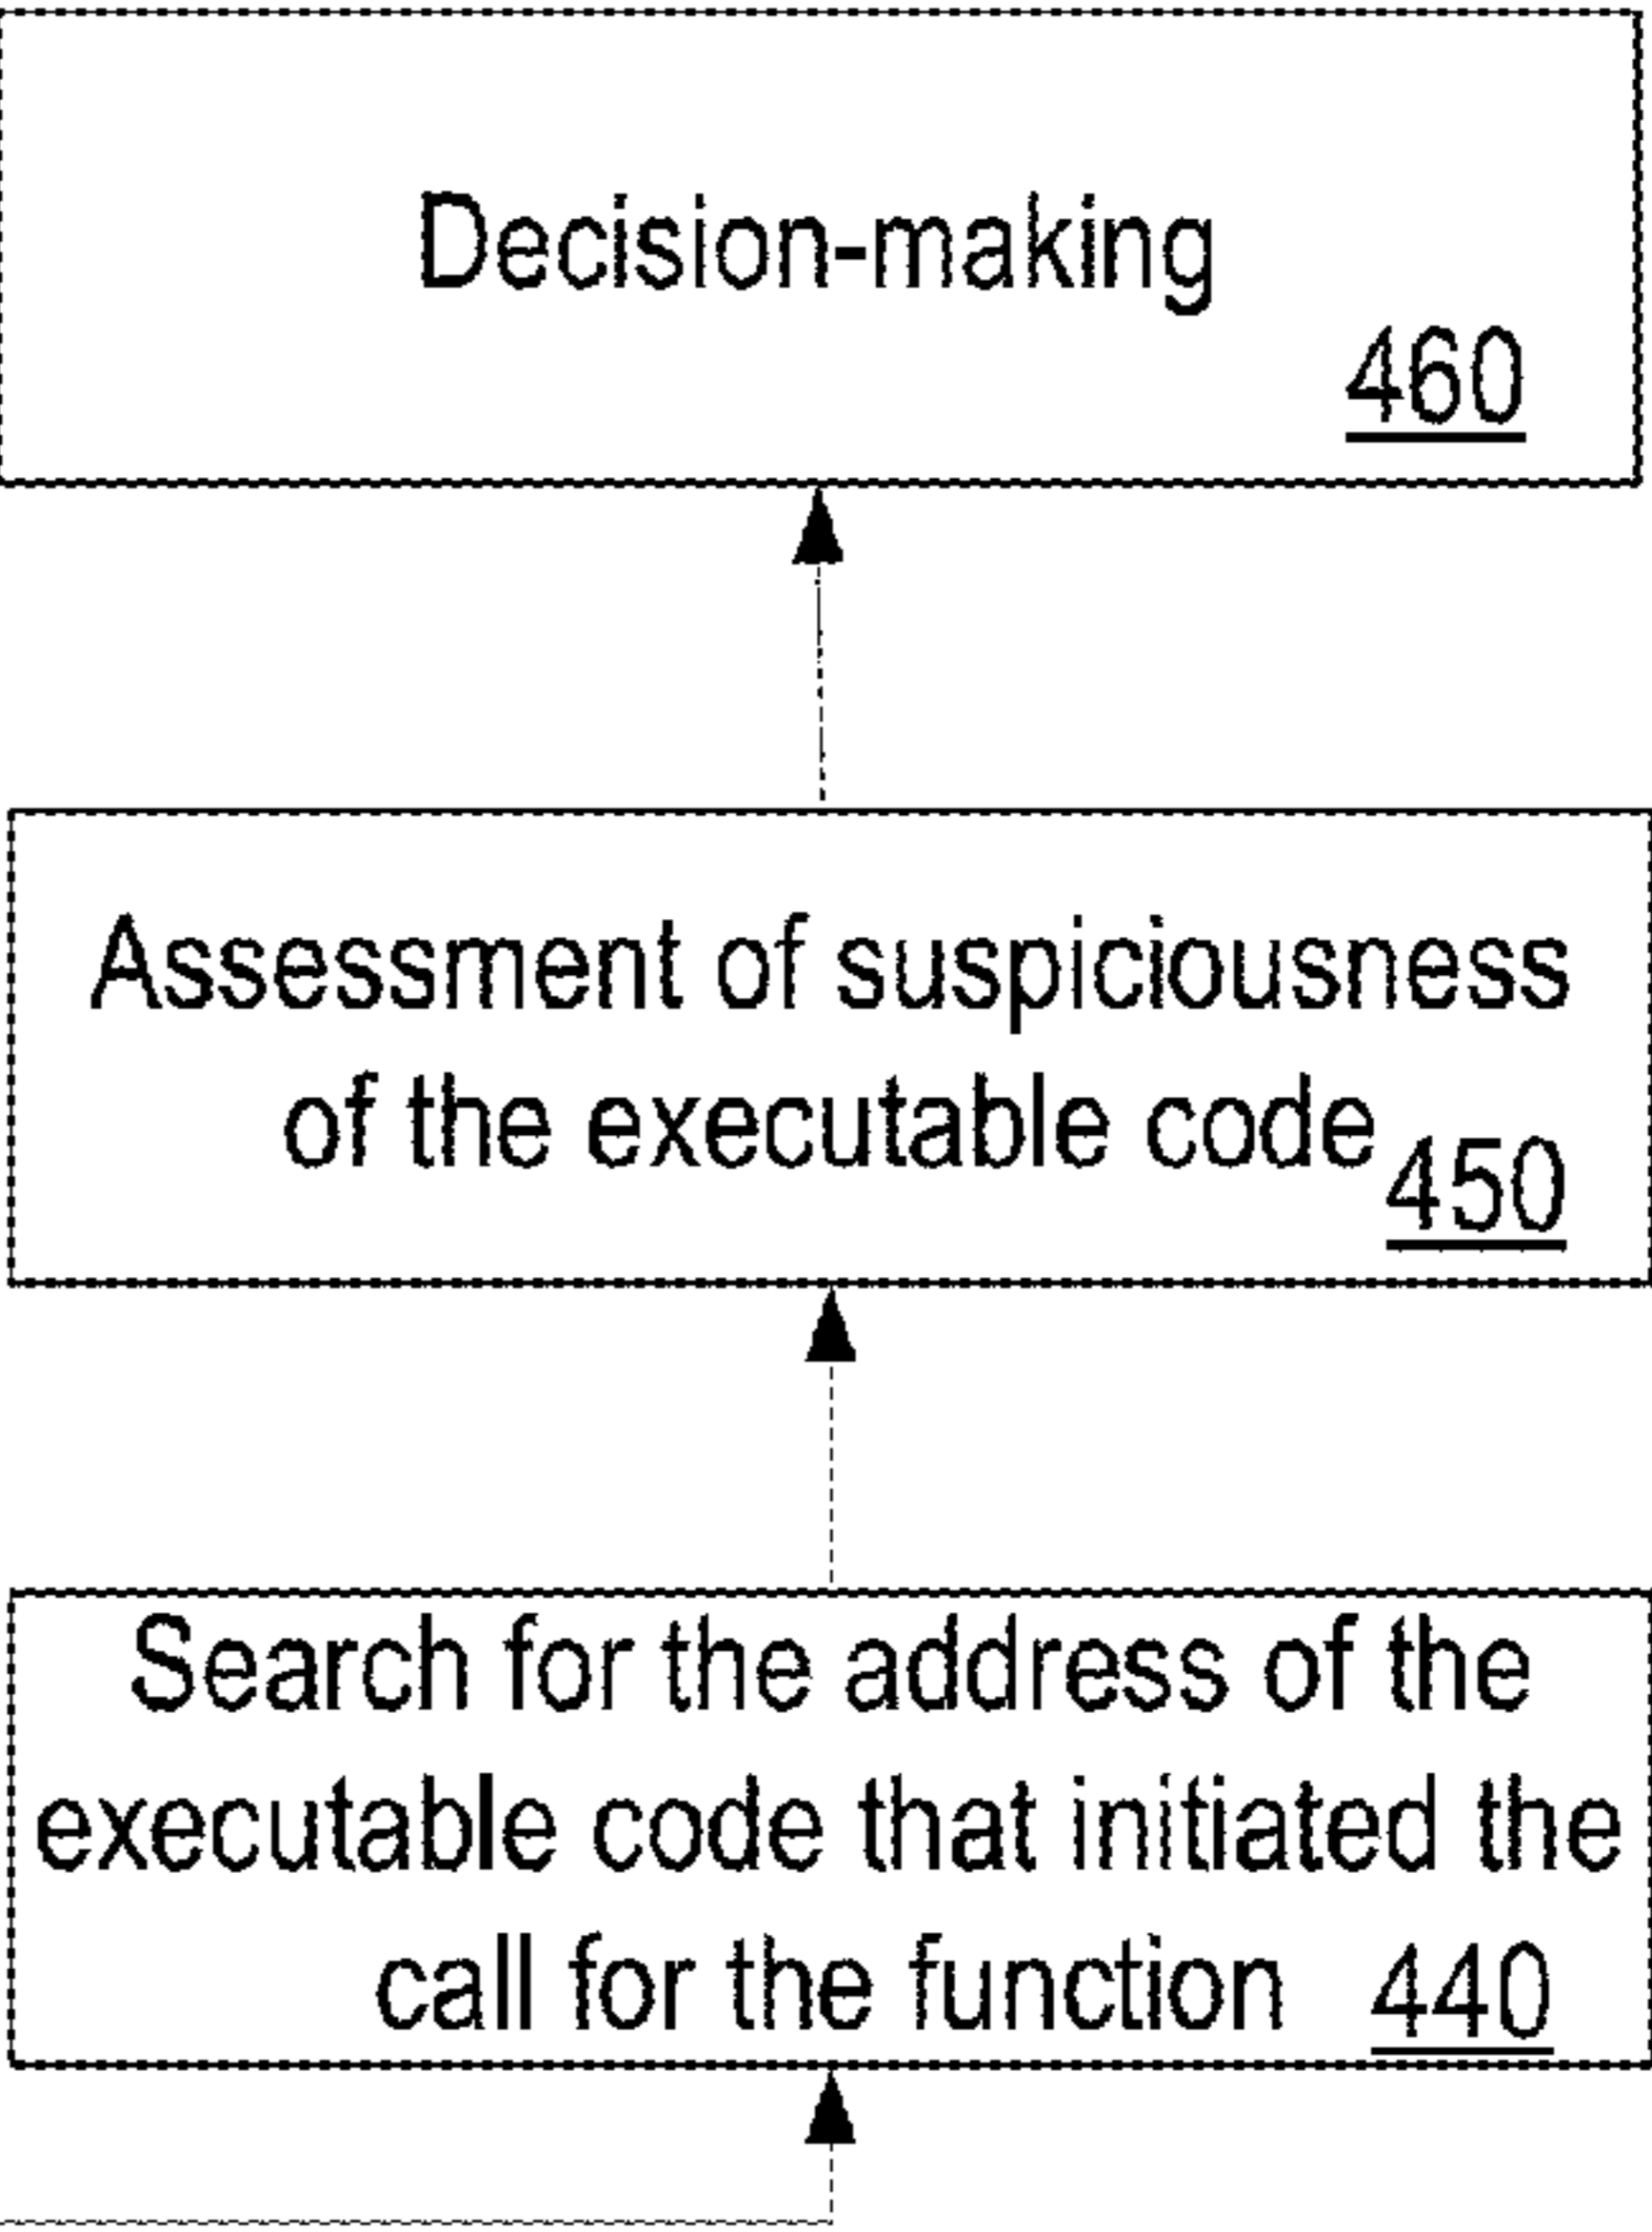 Decision-making
460
Assessment of suspiciousness
of the executable code
450
Search for the address of the
executable code that initiated the
call for the function 440